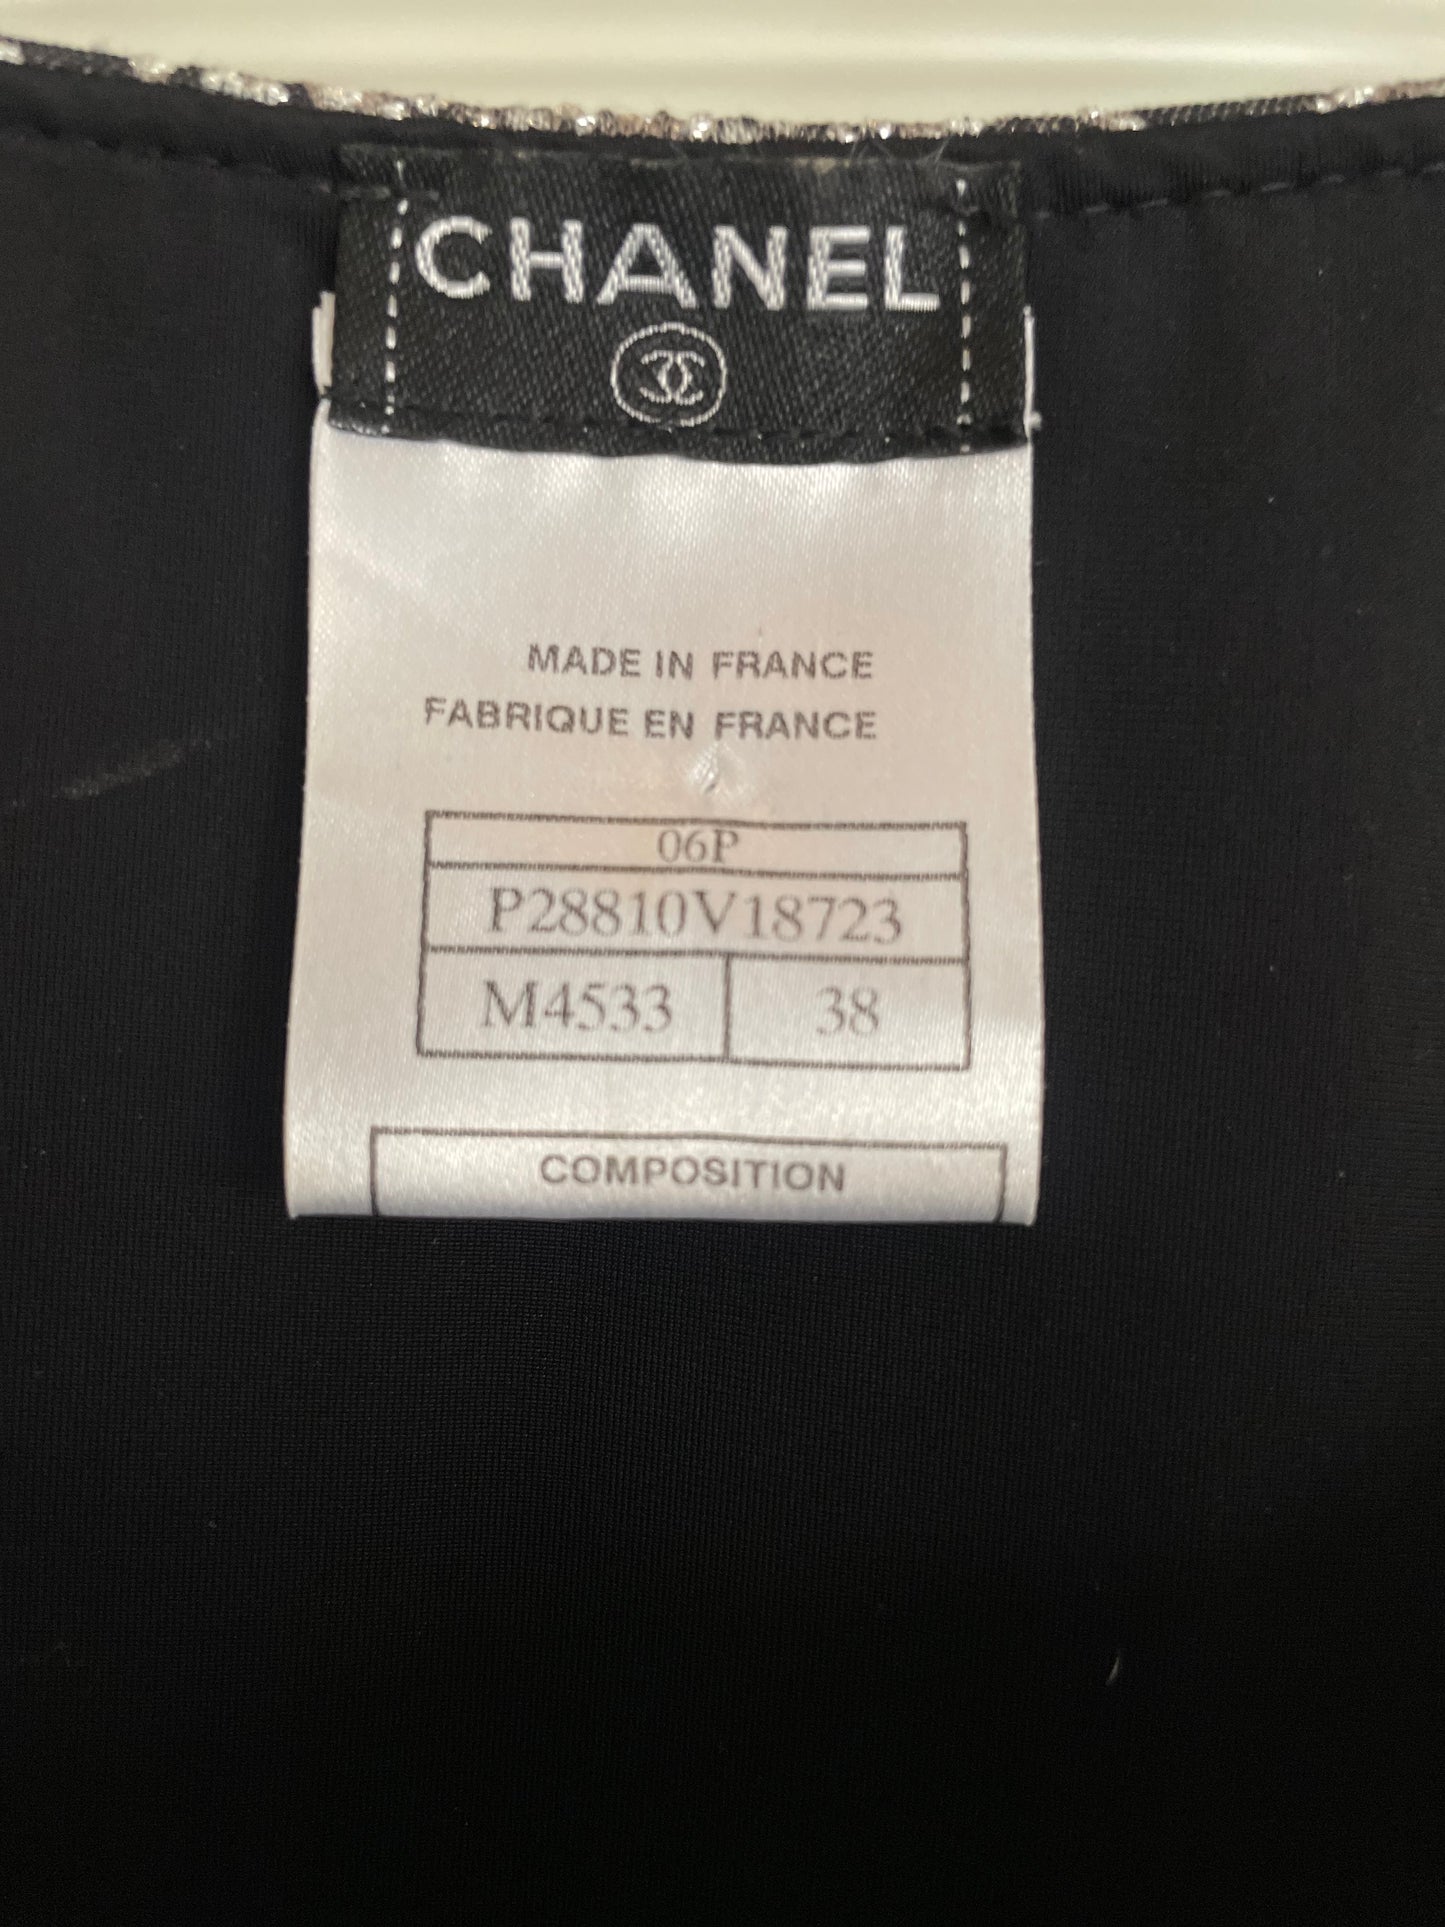 CHANEL
MADE IN FRANCE
FABRIQUE EN FRANCE
06P
P28810V18723
M4533 38
COMPOSITION